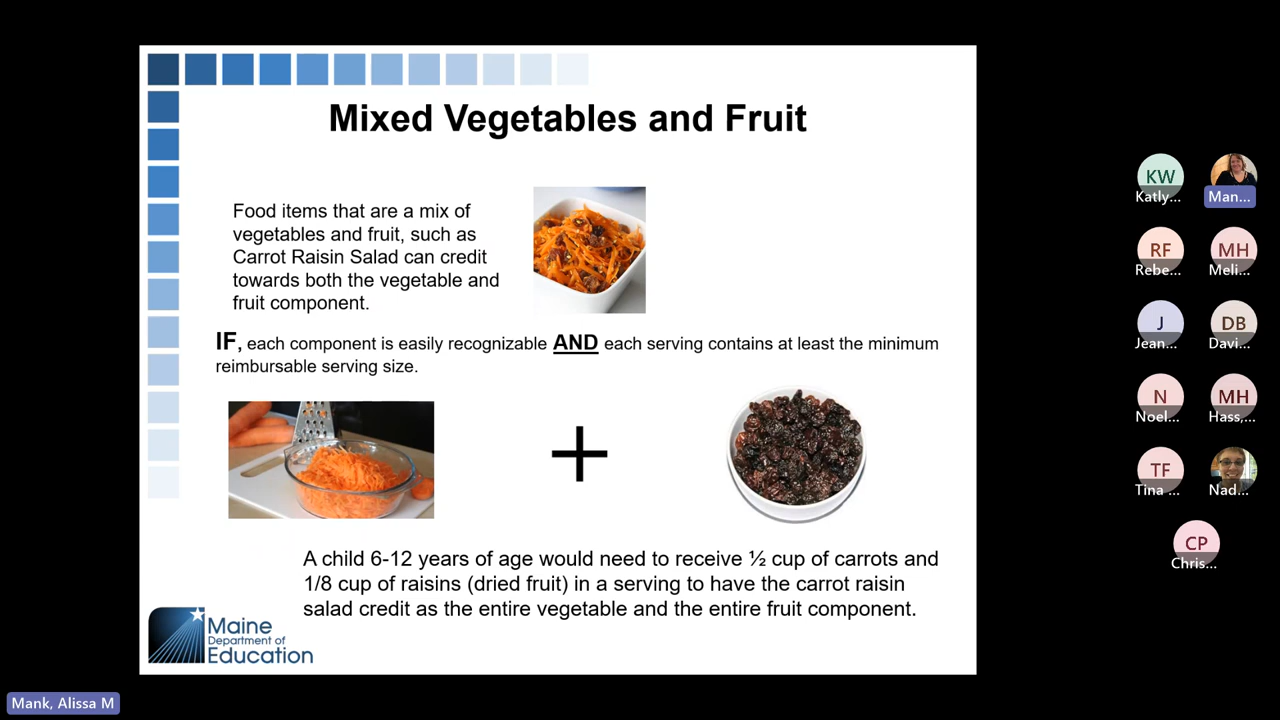 Mixed Vegetables and Fruit
Food items that are a mix of
vegetables and fruit, such as
Carrot Raisin Salad can credit
towards both the vegetable and
fruit component.
IF, each component is easily recognizable AND each serving contains at least the minimum
reimbursable serving size.
+
A child 6-12 years of age would need to receive ½ cup of carrots and
1/8 cup of raisins (dried fruit) in a serving to have the carrot raisin
salad credit as the entire vegetable and the entire fruit component.
Maine
Department of
Education
KW
Katly...
Man...
RF
Rebe...
MH
Meli...
J
Jean...
DB
Davi...
N
Noel...
MH
Hass,...
TF
Tina ...
Nad...
CP
Chris...
Mank, Alissa M